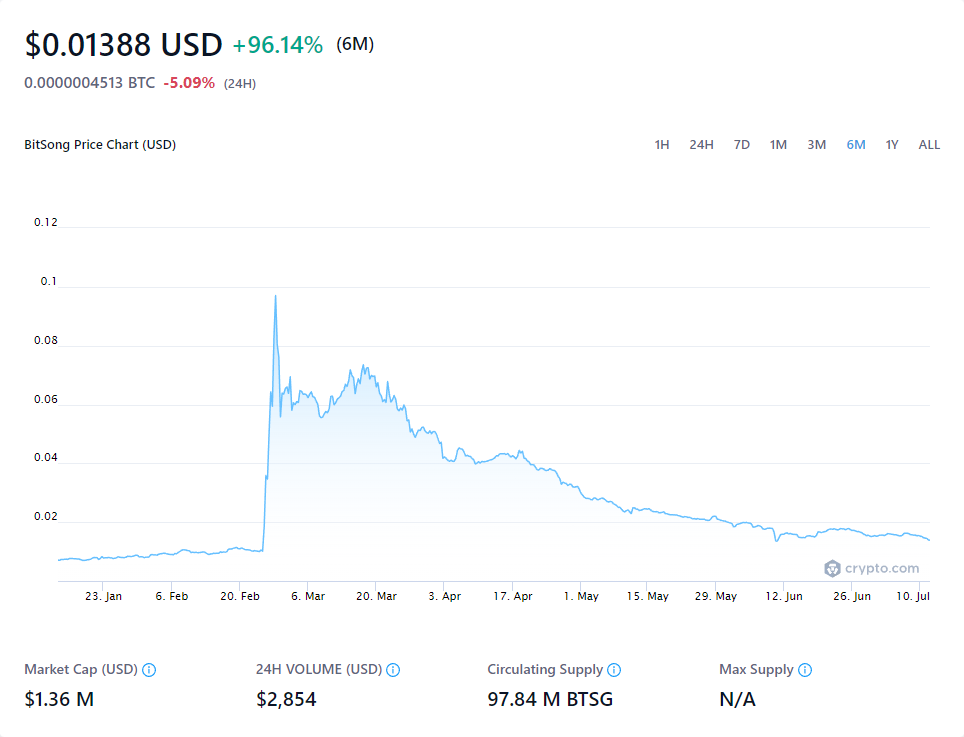 $0.01388 USD +96.14% (6M)
0.0000004513 BTC -5.09% (24H)
BitSong Price Chart (USD) 1H 24H 7D 1M 3M 6M 1Y ALL
0.12
0.1
0.08
0.06
0.04
0.02
crypto.com
23. Jan 6. Feb 20. Feb 6. Mar 20. Mar 3. Apr 17. Apr 1. May 15. May 29. May 12. Jun 26. Jun 10. Jul
Market Cap (USD) 24H VOLUME (USD) Circulating Supply Max Supply
$1.36 M $2,854 97.84 M BTSG N/A